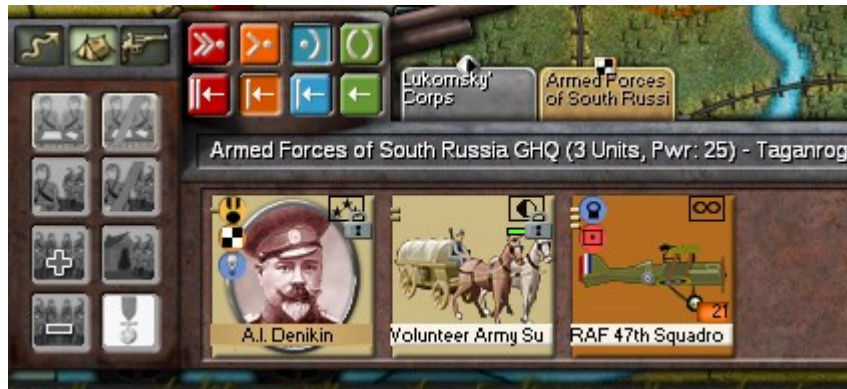 Lukomsky'
Corps
Armed Forces
of South Russi
Armed Forces of South Russia GHQ (3 Units, Pwr: 25) - Taganrog
A.I. Denikin
Volunteer Army Su
RAF 47th Squadro
21